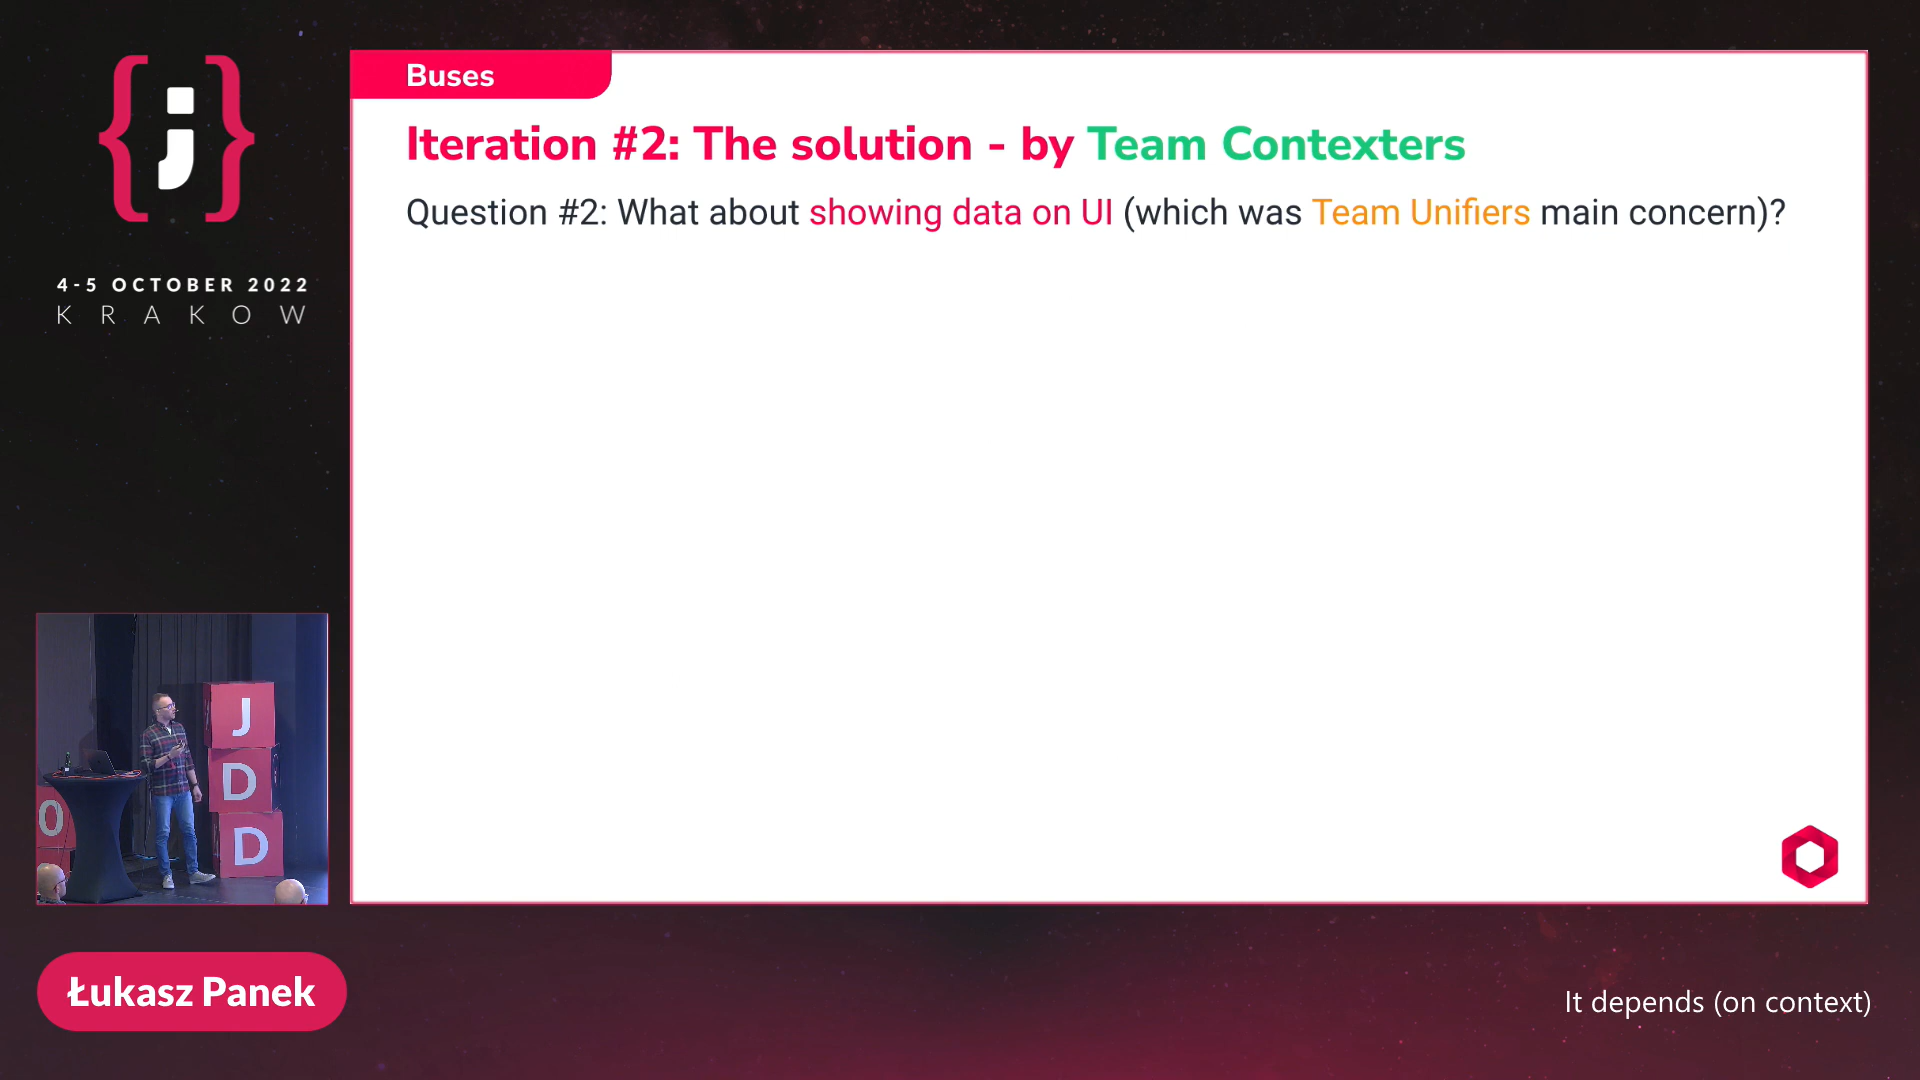 {j}
4-5 OCTOBER 2022
KRAKOW
Buses
Iteration #2: The solution - by Team Contexters
Question #2: What about showing data on UI (which was Team Unifiers main concern)?
J
D
D
O
Łukasz Panek
It depends (on context)